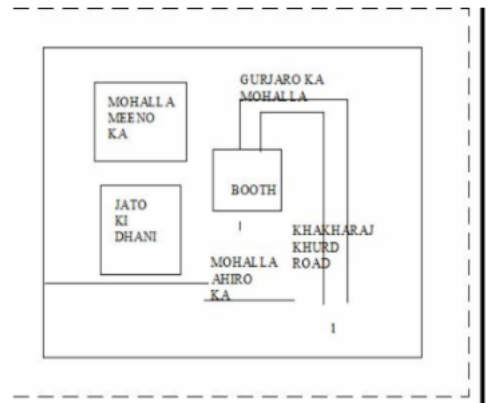 GURJARO KA
MOHALLA
MOHALLA
MEENO
KA
BOOTH
JATO
KI
DHANI
KHAKHARAJ
KHURD
ROAD
MOHALLA
AHIRO
KA
1